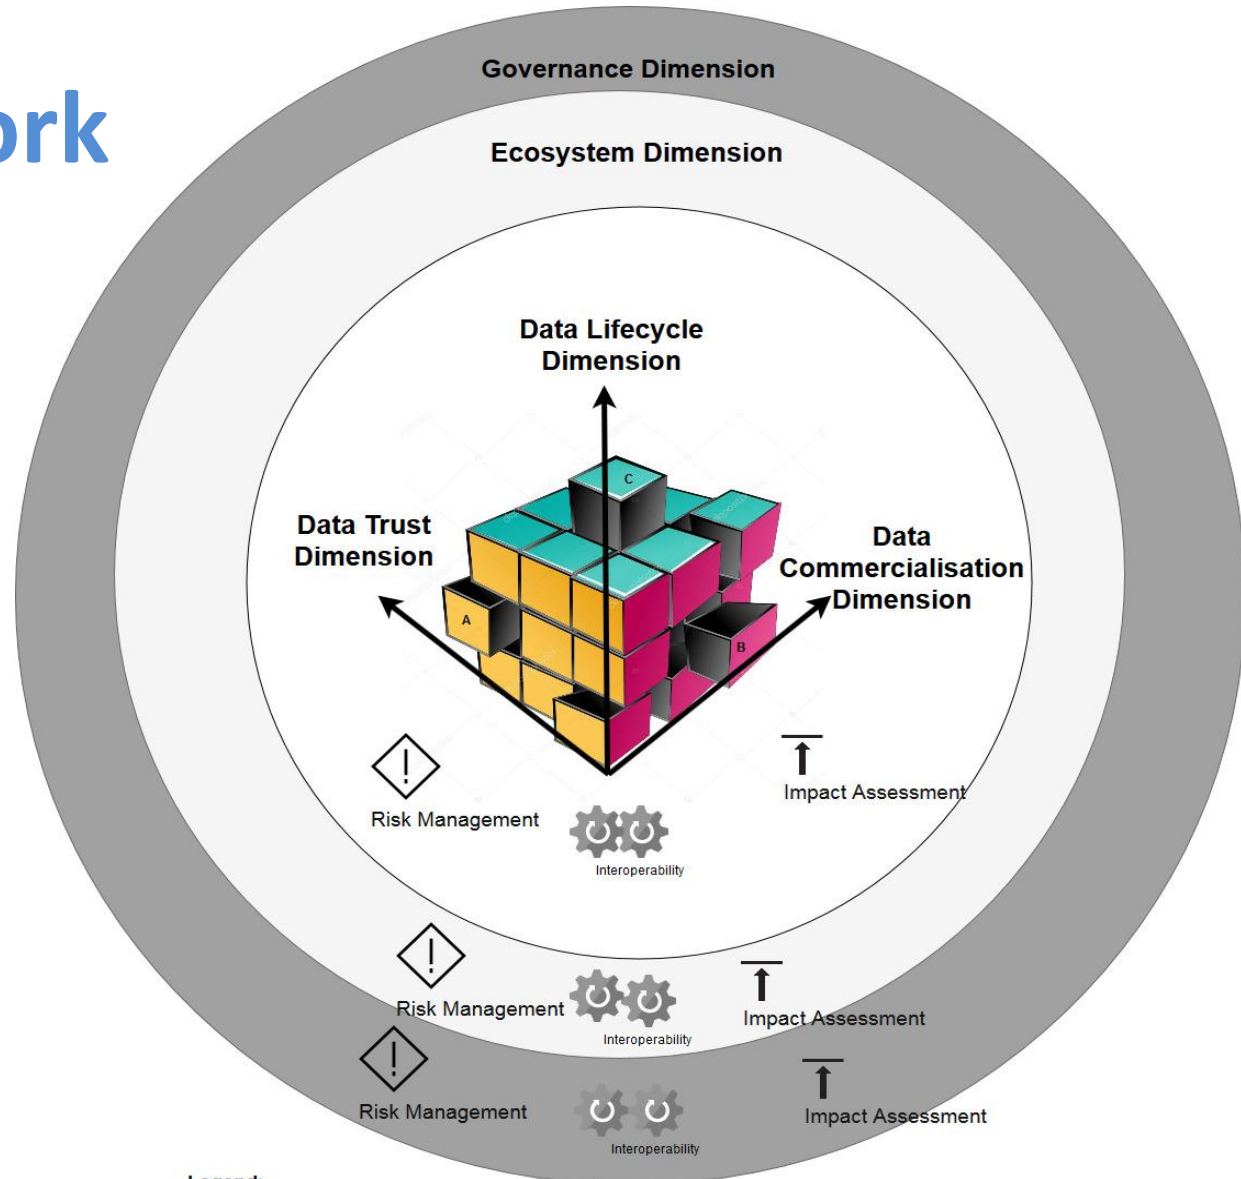 Governance Dimension
ork
Ecosystem Dimension
Data Lifecycle
Dimension
C
Data Trust
Dimension
Data
Commercialisation
Dimension
A
B
Impact Assessment
Risk Management
Interoperability
Risk Management
Impact Assessment
Interoperability
Risk Management
Impact Assessment
Interoperability